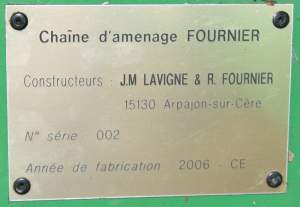 Chaîne d'amenage FOURNIER
Constructeurs : J.M LAVIGNE & R. FOURNIER
15130 Arpajon-sur-Cère
N° série 002
Année de fabrication 2006 - CE